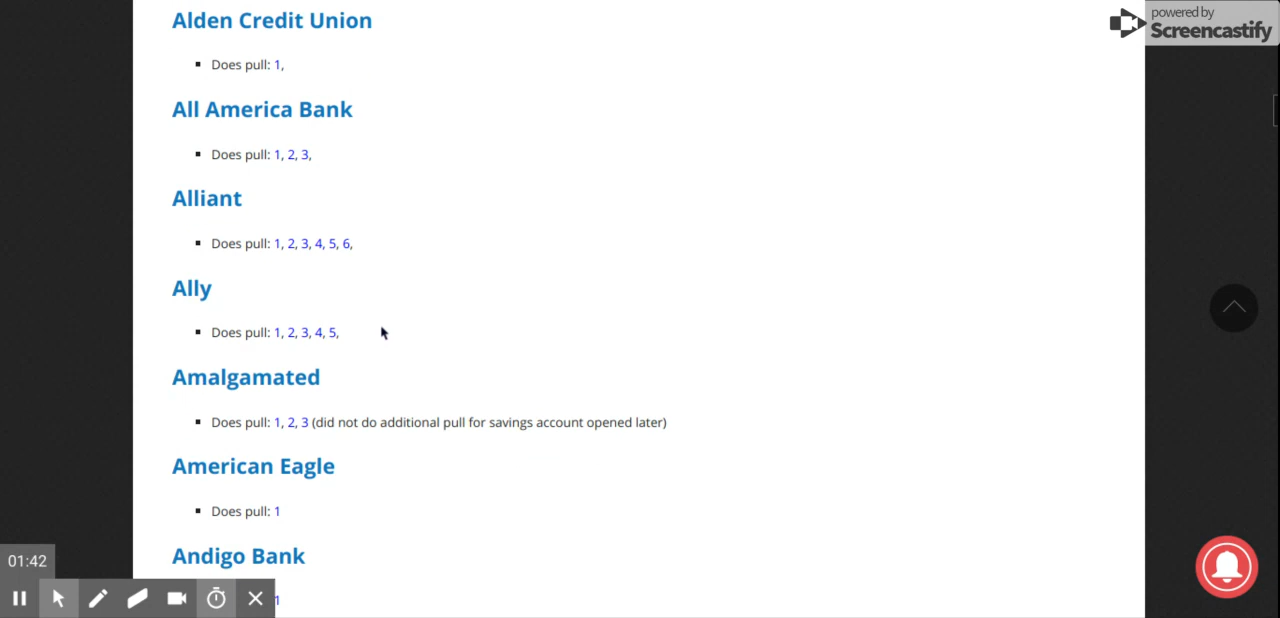 powered by
Screencastify
Alden Credit Union
▪ Does pull: 1,
All America Bank
▪ Does pull: 1, 2, 3,
Alliant
▪ Does pull: 1, 2, 3, 4, 5, 6,
Ally
▪ Does pull: 1, 2, 3, 4, 5,
Amalgamated
▪ Does pull: 1, 2, 3 (did not do additional pull for savings account opened later)
American Eagle
▪ Does pull: 1
Andigo Bank
1
01:42